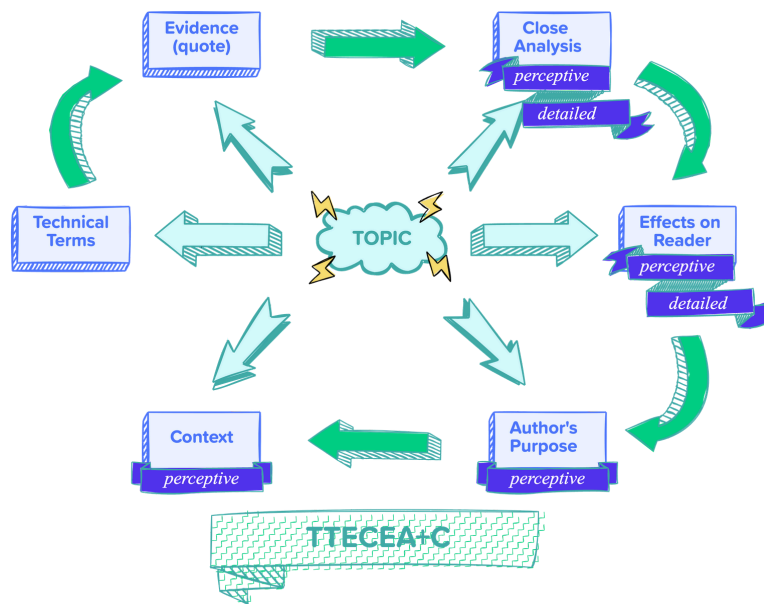 Evidence
(quote)
Close
Analysis
perceptive
detailed
Technical
Terms
TOPIC
Effects on
Reader
perceptive
detailed
Context
perceptive
Author's
Purpose
perceptive
TTECEA+C